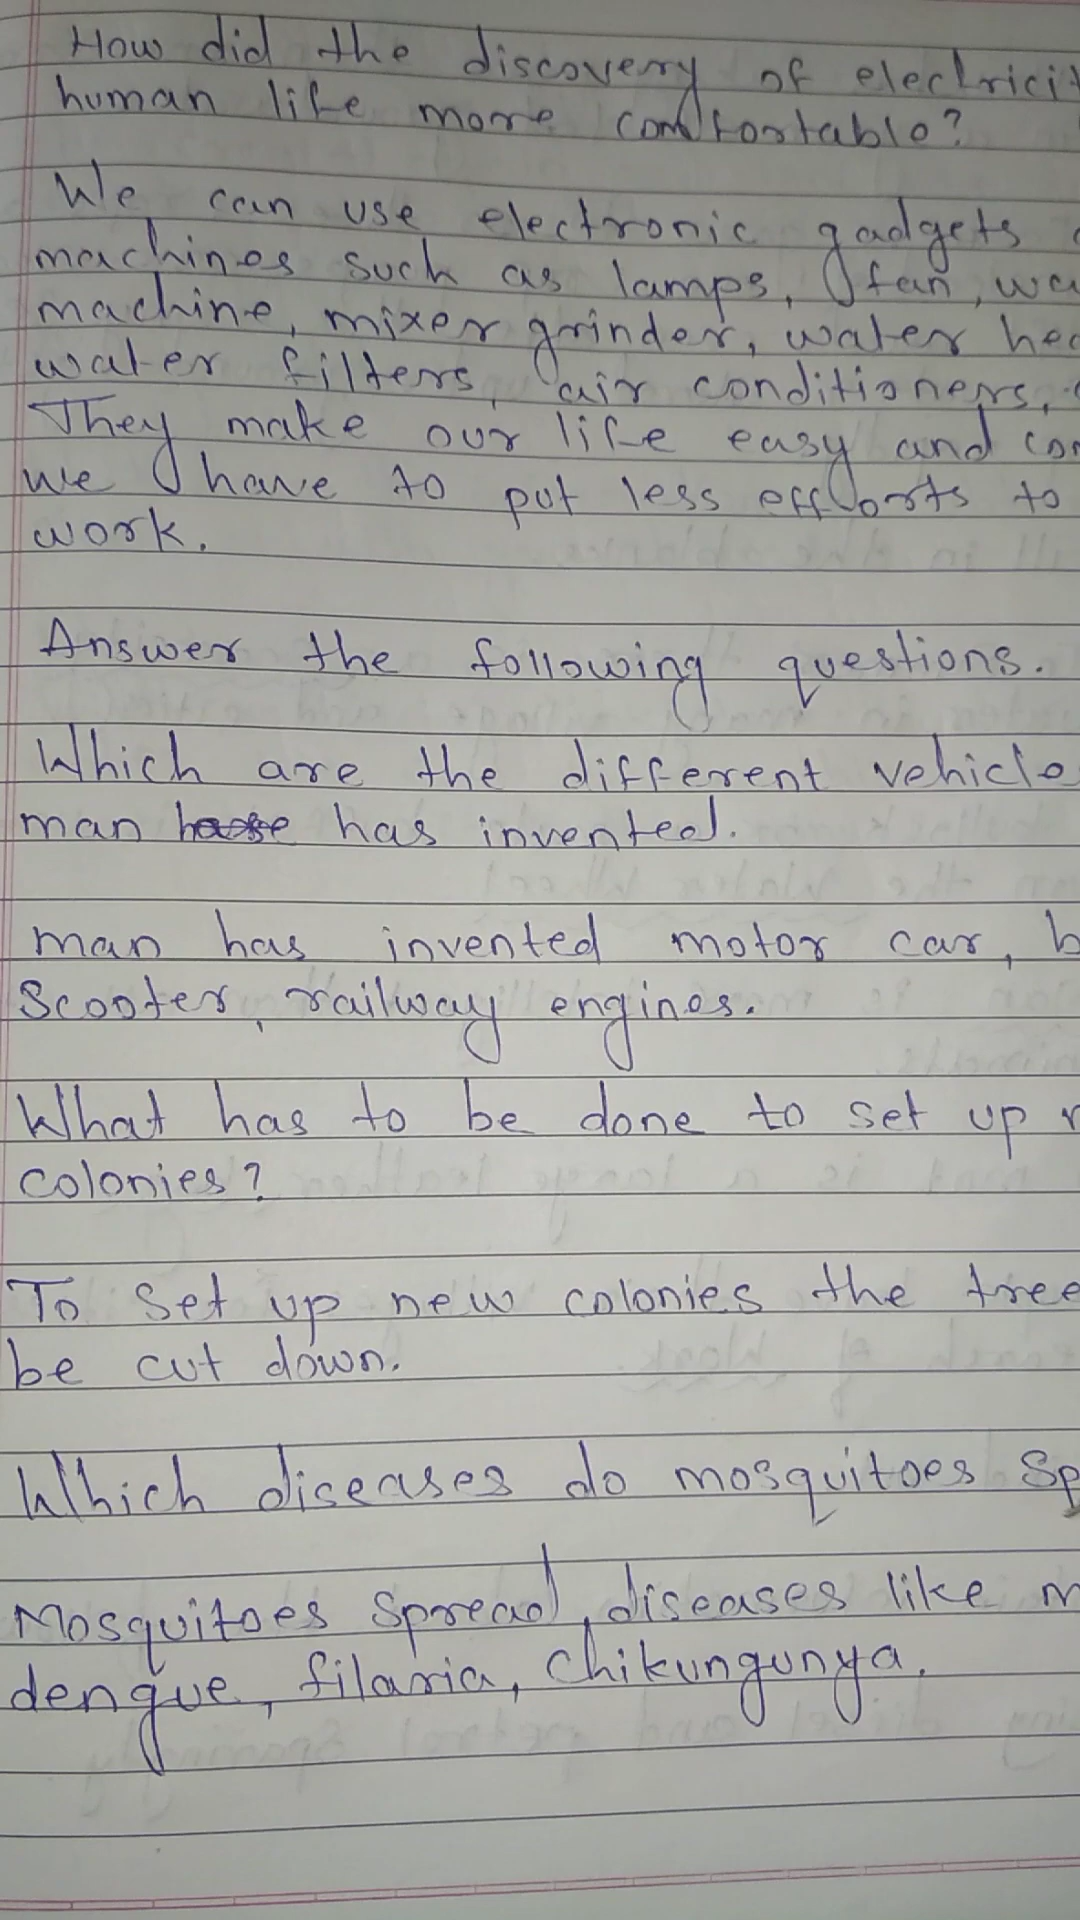 How did the discovery of electricit
human life more comfortable?
We can use electronic gadgets
machines such as lamps, fan, wa
machine, mixer grinder, water hea
water filters, air conditioners,
They make our life easy and com
we have to put less efforts to
work.
Answer the following questions.
Which are the different vehicle
man has invented.
man has invented motor car, b
Scooter, railway engines.
What has to be done to set up n
colonies?
To set up new colonies the tree
be cut down.
Which diseases do mosquitoes sp
Mosquitoes spread diseases like m
dengue, filaria, chikungunya.